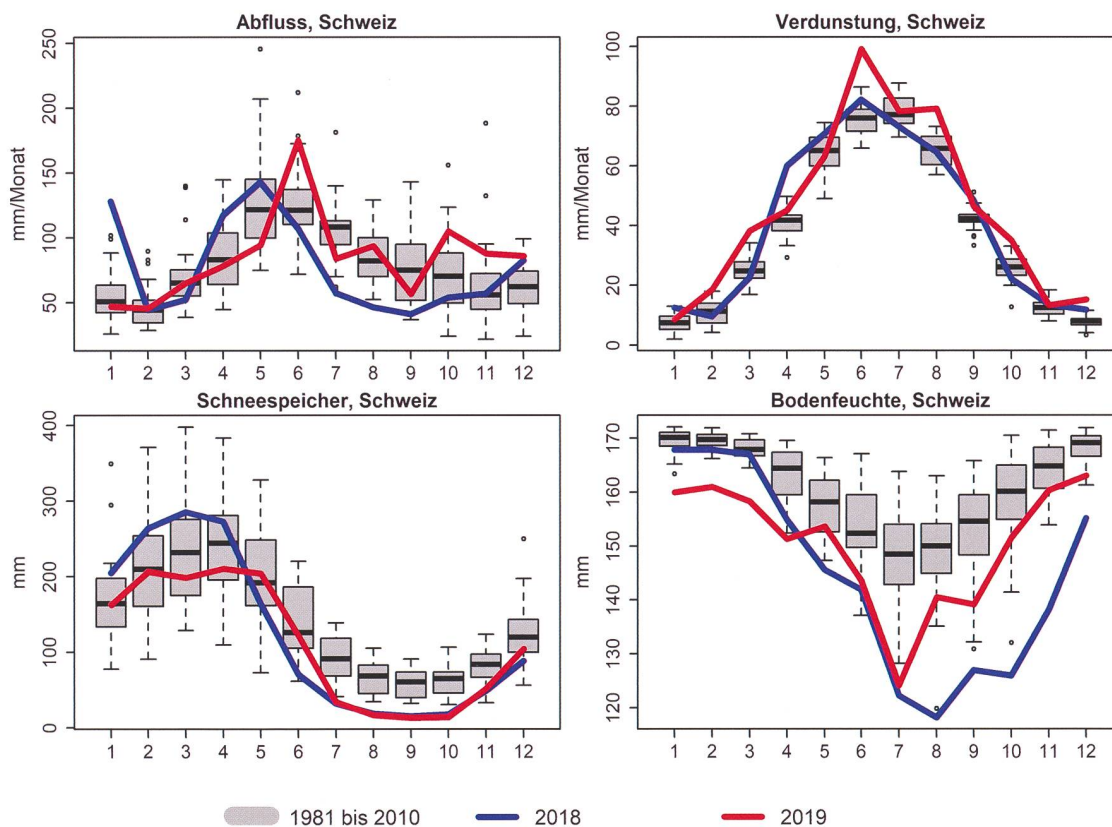 Abfluss, Schweiz
mm/Monat
50 100 150 200 250
1 2 3 4 5 6 7 8 9 10 11 12
Verdunstung, Schweiz
mm/Monat
0 20 40 60 80 100
1 2 3 4 5 6 7 8 9 10 11 12
Schneespeicher, Schweiz
mm
0 100 200 300 400
1 2 3 4 5 6 7 8 9 10 11 12
Bodenfeuchte, Schweiz
mm
120 130 140 150 160 170
1 2 3 4 5 6 7 8 9 10 11 12
1981 bis 2010 2018 2019